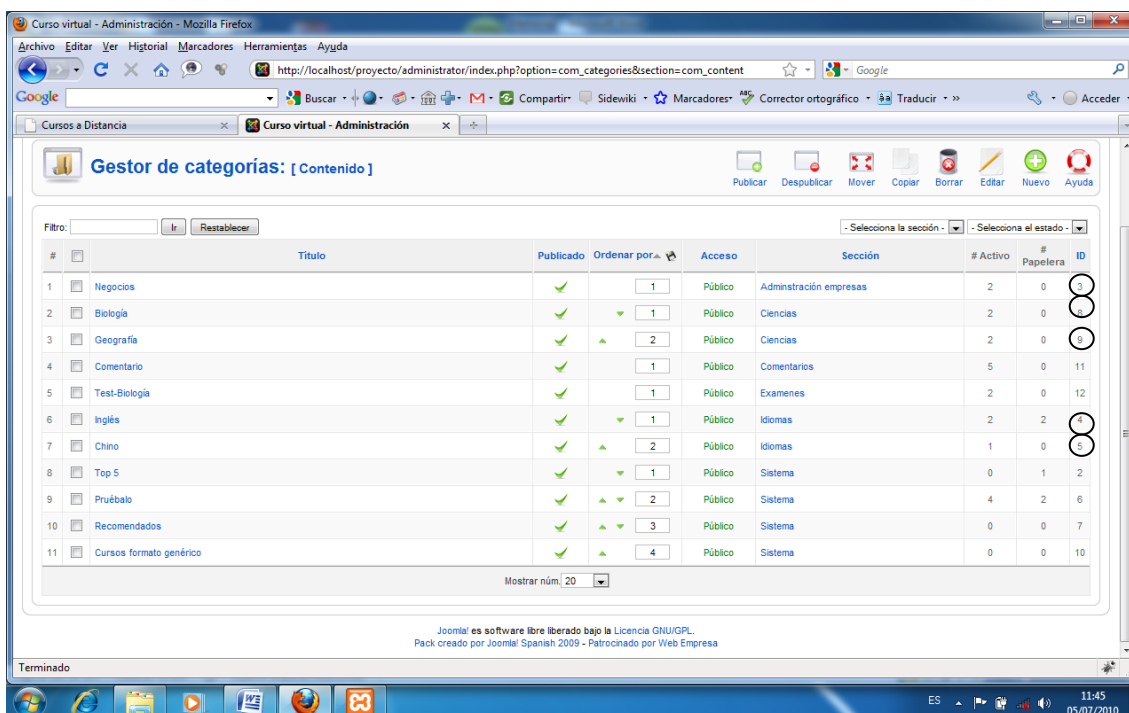 Curso virtual - Administración - Mozilla Firefox
Archivo Editar Ver Historial Marcadores Herramientas Ayuda
http://localhost/proyecto/administrator/index.php?option=com_categories&section=com_content Google
Google Buscar Compartir Sidewiki Marcadores ABC Corrector ortográfico aa Traducir » Acceder
Cursos a Distancia Curso virtual - Administración
Gestor de categorías: [ Contenido ]
Publicar Despublicar Mover Copiar Borrar Editar Nuevo Ayuda
Filtro: Ir Restablecer - Selecciona la sección - - Selecciona el estado -
# Título Publicado Ordenar por Acceso Sección # Activo # Papelera ID
1 Negocios 1 Público Adminstración empresas 2 0 3
2 Biología 1 Público Ciencias 2 0 8
3 Geografía 2 Público Ciencias 2 0 9
4 Comentario 1 Público Comentarios 5 0 11
5 Test-Biología 1 Público Examenes 2 0 12
6 Inglés 1 Público Idiomas 2 2 4
7 Chino 2 Público Idiomas 1 0 5
8 Top 5 1 Público Sistema 0 1 2
9 Pruébalo 2 Público Sistema 4 2 6
10 Recomendados 3 Público Sistema 0 0 7
11 Cursos formato genérico 4 Público Sistema 0 0 10
Mostrar núm. 20
Joomla! es software libre liberado bajo la Licencia GNU/GPL.
Pack creado por Joomla! Spanish 2009 - Patrocinado por Web Empresa
Terminado
ES 11:45
05/07/2010